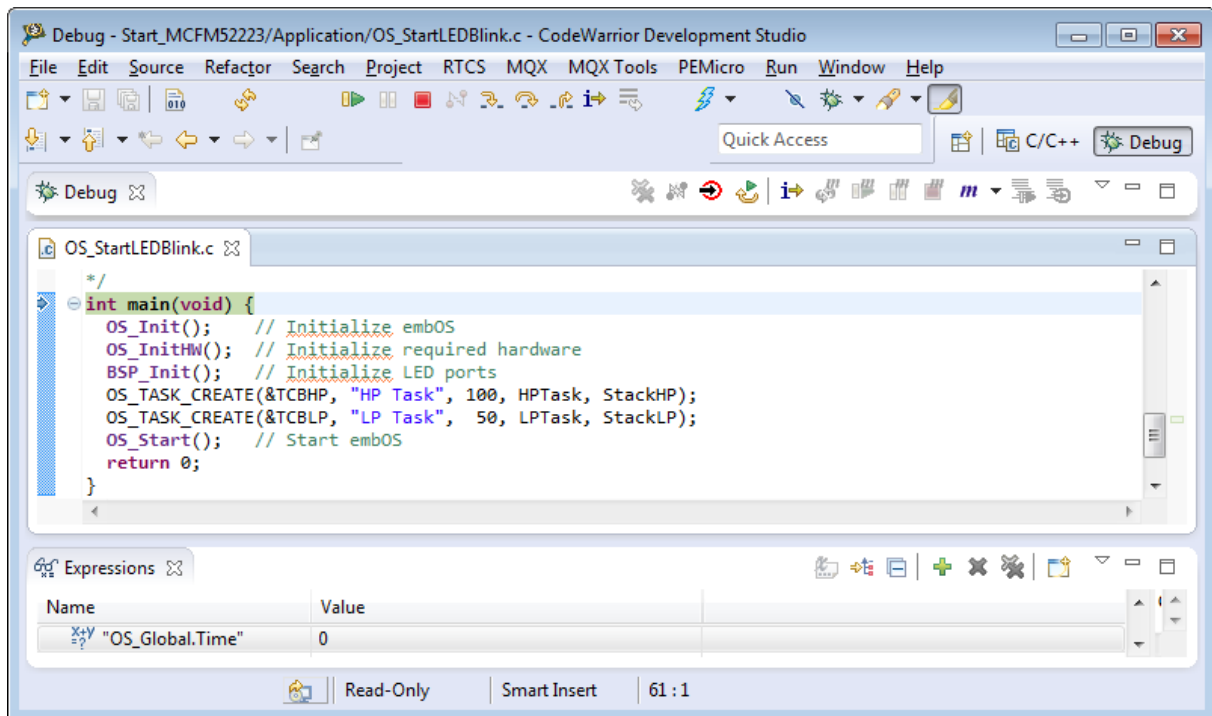 Debug - Start_MCFM52223/Application/OS_StartLEDBlink.c - CodeWarrior Development Studio
File Edit Source Refactor Search Project RTCS MQX MQX Tools PEMicro Run Window Help
010
Quick Access C/C++ Debug
Debug
OS_StartLEDBlink.c
*/
int main(void) {
OS_Init();    // Initialize embOS
OS_InitHW();  // Initialize required hardware
BSP_Init();   // Initialize LED ports
OS_TASK_CREATE(&TCBHP, "HP Task", 100, HPTask, StackHP);
OS_TASK_CREATE(&TCBLP, "LP Task",  50, LPTask, StackLP);
OS_Start();   // Start embOS
return 0;
}
Expressions
Name Value
"OS_Global.Time" 0
Read-Only Smart Insert 61 : 1